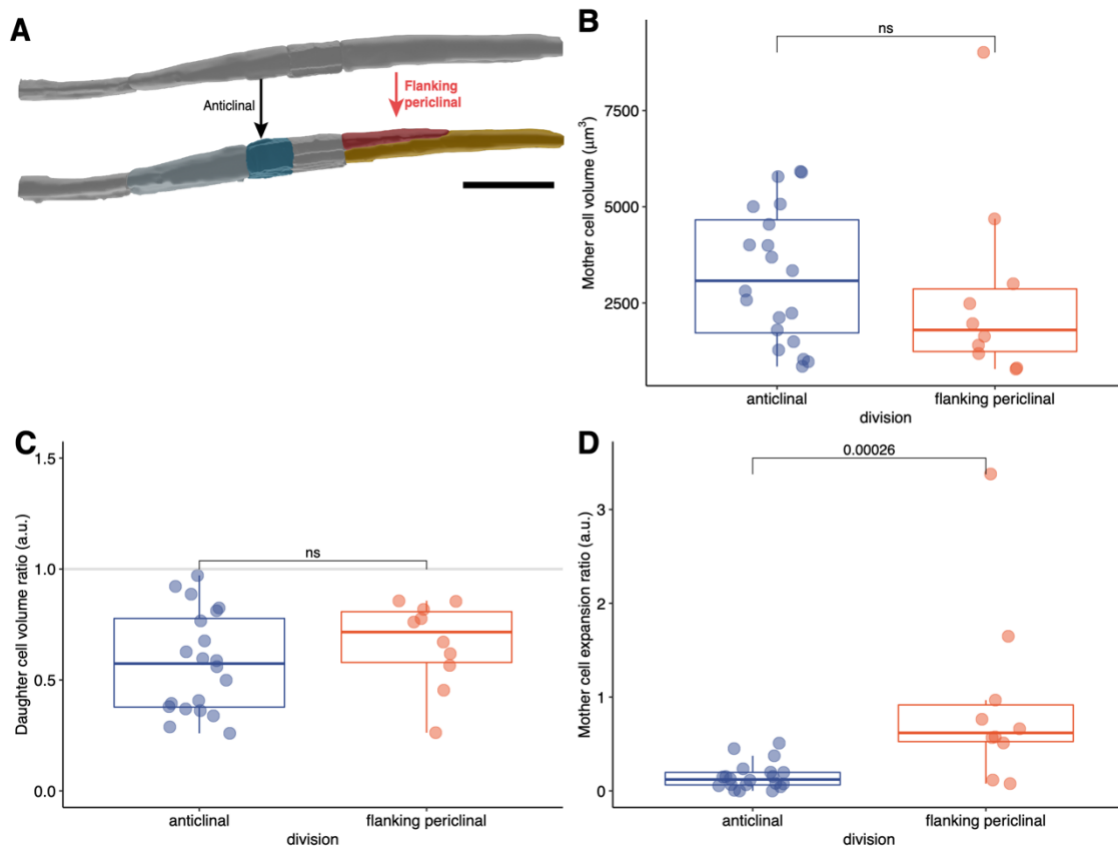 A
Anticlinal
Flanking
periclinal
B
ns
Mother cell volume (µm³)
7500
5000
2500
anticlinal
flanking periclinal
division
C
ns
Daughter cell volume ratio (a.u.)
1.5
1.0
0.5
0.0
anticlinal
flanking periclinal
division
D
0.00026
Mother cell expansion ratio (a.u.)
3
2
1
0
anticlinal
flanking periclinal
division